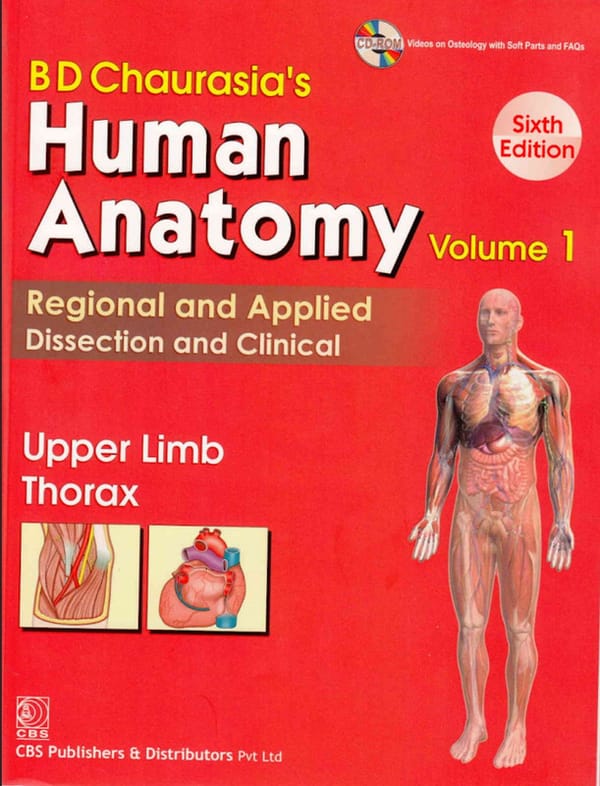 CD-ROM
Videos on Osteology with Soft Parts and FAQs
B D Chaurasia's
Human
Anatomy
Volume 1
Sixth
Edition
Regional and Applied
Dissection and Clinical
Upper Limb
Thorax
CBS
CBS Publishers & Distributors Pvt Ltd